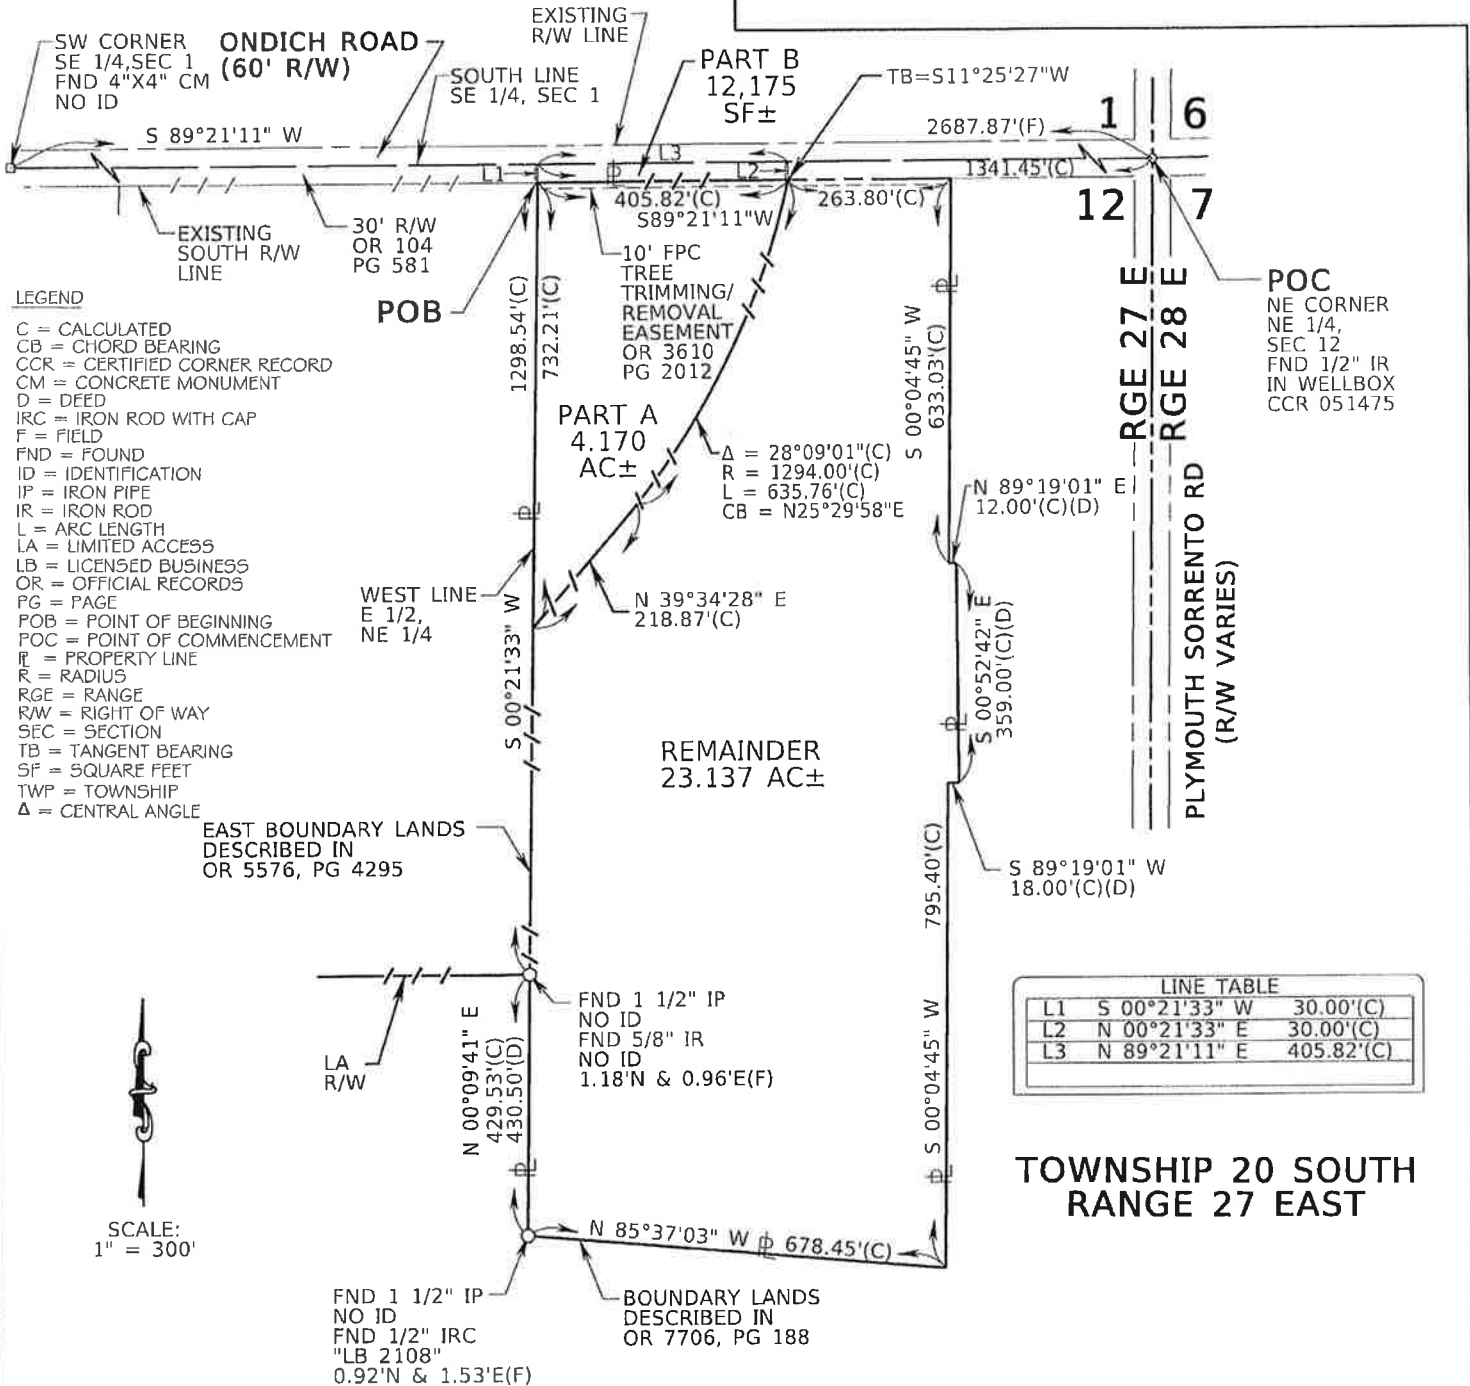 SW CORNER
SE 1/4,SEC 1
FND 4"X4" CM
NO ID
ONDICH ROAD
(60' R/W)
EXISTING
R/W LINE
SOUTH LINE
SE 1/4, SEC 1
PART B
12,175
SF±
TB=S11°25'27"W
S 89°21'11" W
2687.87'(F)
1 6
12 7
L3
L1
L2
1341.45'(C)
405.82'(C)
S89°21'11"W
263.80'(C)
EXISTING
SOUTH R/W
LINE
30' R/W
OR 104
PG 581
POB
10' FPC
TREE
TRIMMING/
REMOVAL
EASEMENT
OR 3610
PG 2012
1298.54'(C)
732.21'(C)
S 00°04'45" W
633.03'(C)
RGE 27 E
RGE 28 E
POC
NE CORNER
NE 1/4,
SEC 12
FND 1/2" IR
IN WELLBOX
CCR 051475
LEGEND
C = CALCULATED
CB = CHORD BEARING
CCR = CERTIFIED CORNER RECORD
CM = CONCRETE MONUMENT
D = DEED
IRC = IRON ROD WITH CAP
F = FIELD
FND = FOUND
ID = IDENTIFICATION
IP = IRON PIPE
IR = IRON ROD
L = ARC LENGTH
LA = LIMITED ACCESS
LB = LICENSED BUSINESS
OR = OFFICIAL RECORDS
PG = PAGE
POB = POINT OF BEGINNING
POC = POINT OF COMMENCEMENT
PL = PROPERTY LINE
R = RADIUS
RGE = RANGE
R/W = RIGHT OF WAY
SEC = SECTION
TB = TANGENT BEARING
SF = SQUARE FEET
TWP = TOWNSHIP
Δ = CENTRAL ANGLE
PART A
4.170
AC±
Δ = 28°09'01"(C)
R = 1294.00'(C)
L = 635.76'(C)
CB = N25°29'58"E
N 89°19'01" E
12.00'(C)(D)
PLYMOUTH SORRENTO RD
(R/W VARIES)
WEST LINE
E 1/2,
NE 1/4
N 39°34'28" E
218.87'(C)
S 00°21'33" W
S 00°52'42" E
359.00'(C)(D)
REMAINDER
23.137 AC±
EAST BOUNDARY LANDS
DESCRIBED IN
OR 5576, PG 4295
S 89°19'01" W
18.00'(C)(D)
795.40'(C)
S 00°04'45" W
FND 1 1/2" IP
NO ID
FND 5/8" IR
NO ID
1.18'N & 0.96'E(F)
LA
R/W
N 00°09'41" E
429.53'(C)
430.50'(D)
LINE TABLE
L1 S 00°21'33" W 30.00'(C)
L2 N 00°21'33" E 30.00'(C)
L3 N 89°21'11" E 405.82'(C)
TOWNSHIP 20 SOUTH
RANGE 27 EAST
SCALE:
1" = 300'
N 85°37'03" W PL 678.45'(C)
FND 1 1/2" IP
NO ID
FND 1/2" IRC
"LB 2108"
0.92'N & 1.53'E(F)
BOUNDARY LANDS
DESCRIBED IN
OR 7706, PG 188